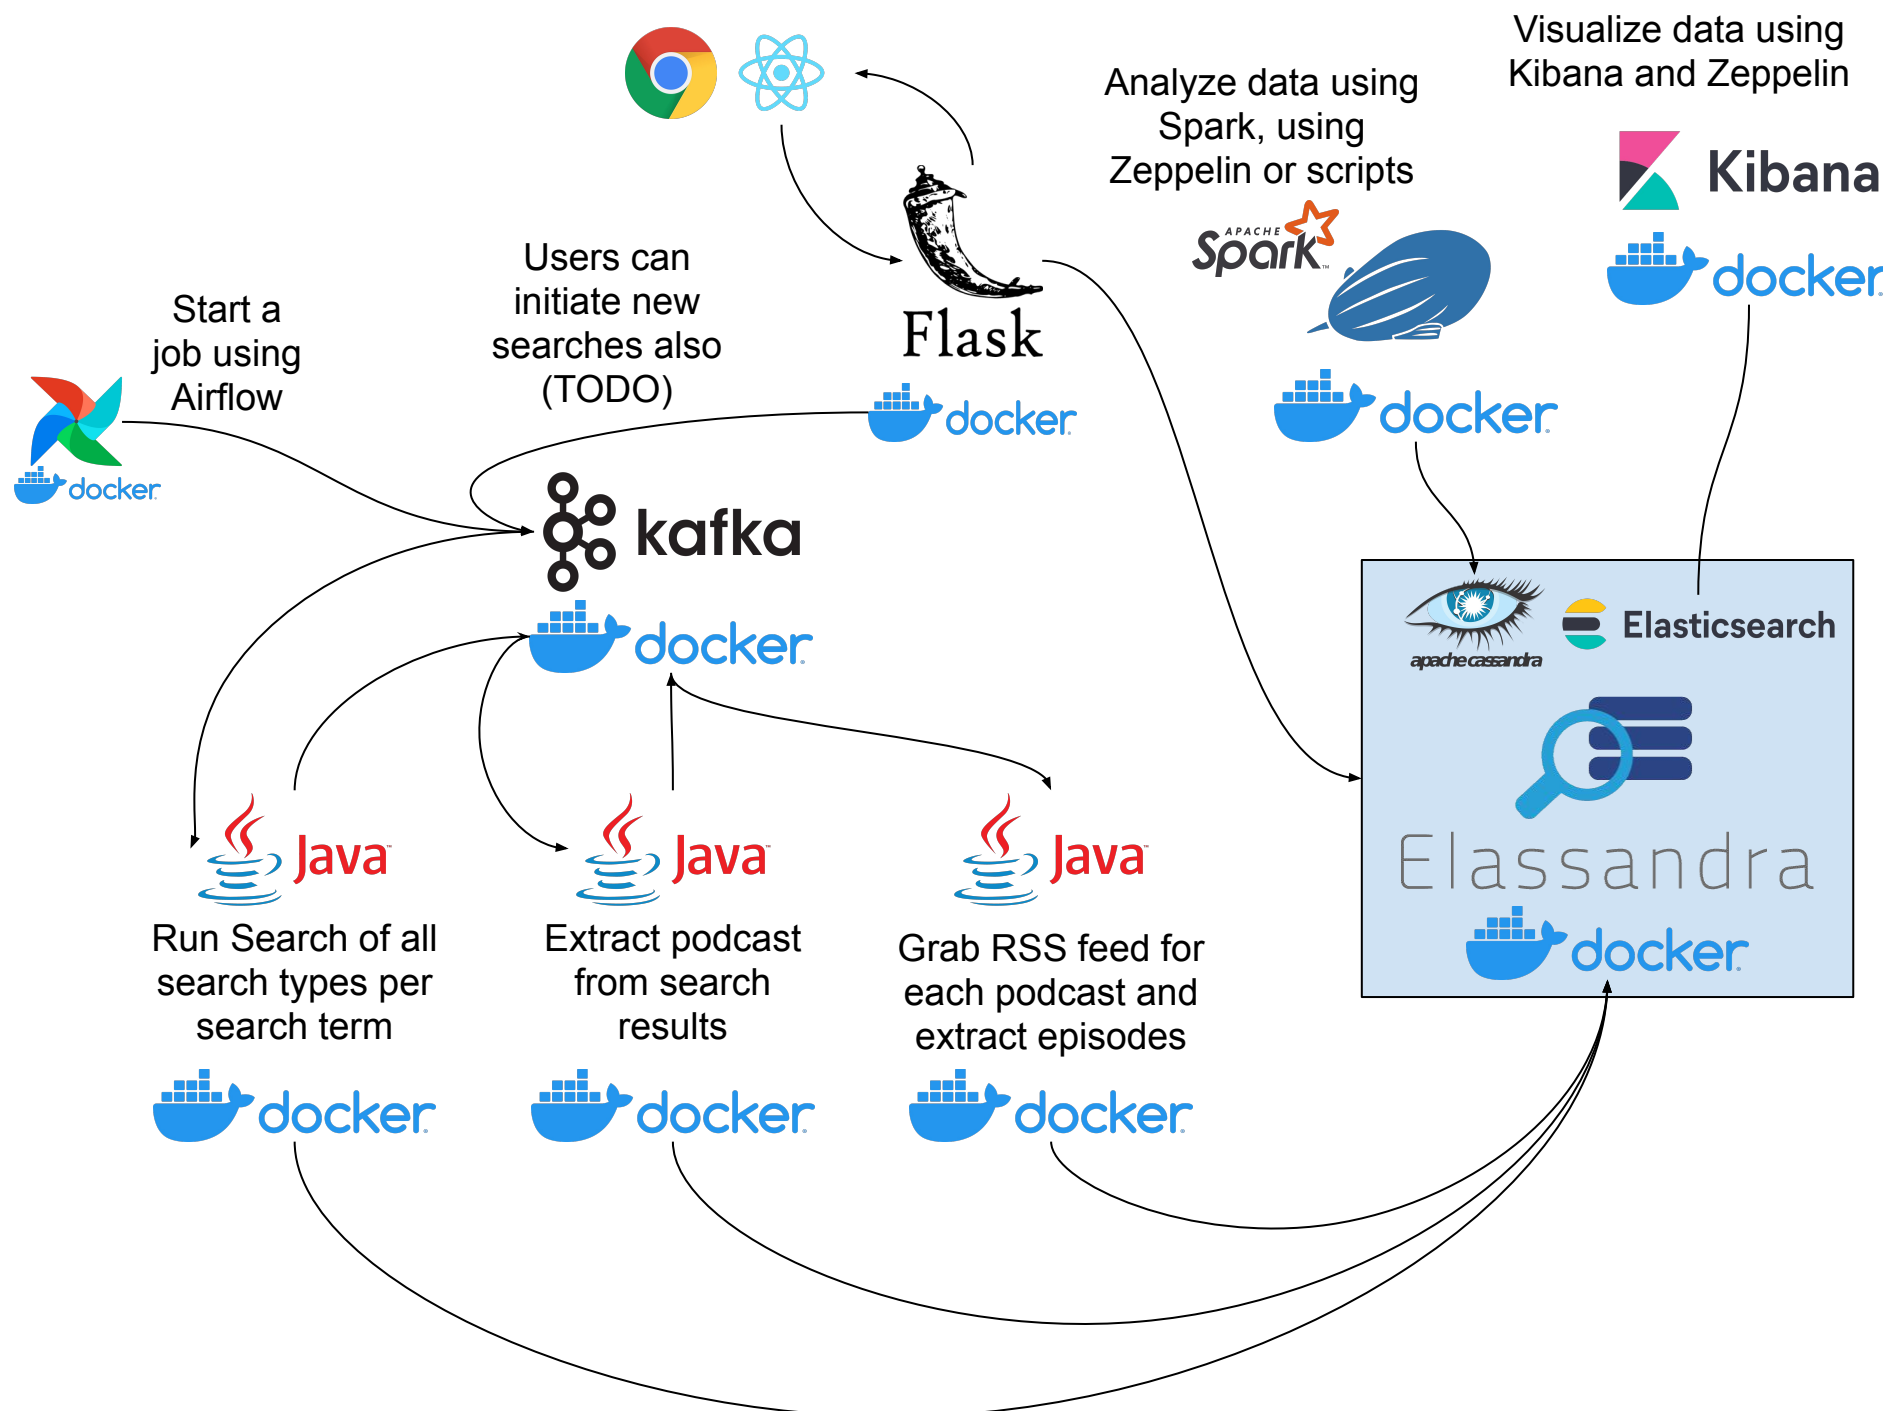 Visualize data using
Kibana and Zeppelin
Analyze data using
Spark, using
Zeppelin or scripts
Kibana
docker
APACHE
Spark
docker
Users can
initiate new
searches also
(TODO)
Flask
docker
Start a
job using
Airflow
docker
kafka
docker
apache cassandra
Elasticsearch
Elassandra
docker
Java
Run Search of all
search types per
search term
docker
Java
Extract podcast
from search
results
docker
Java
Grab RSS feed for
each podcast and
extract episodes
docker